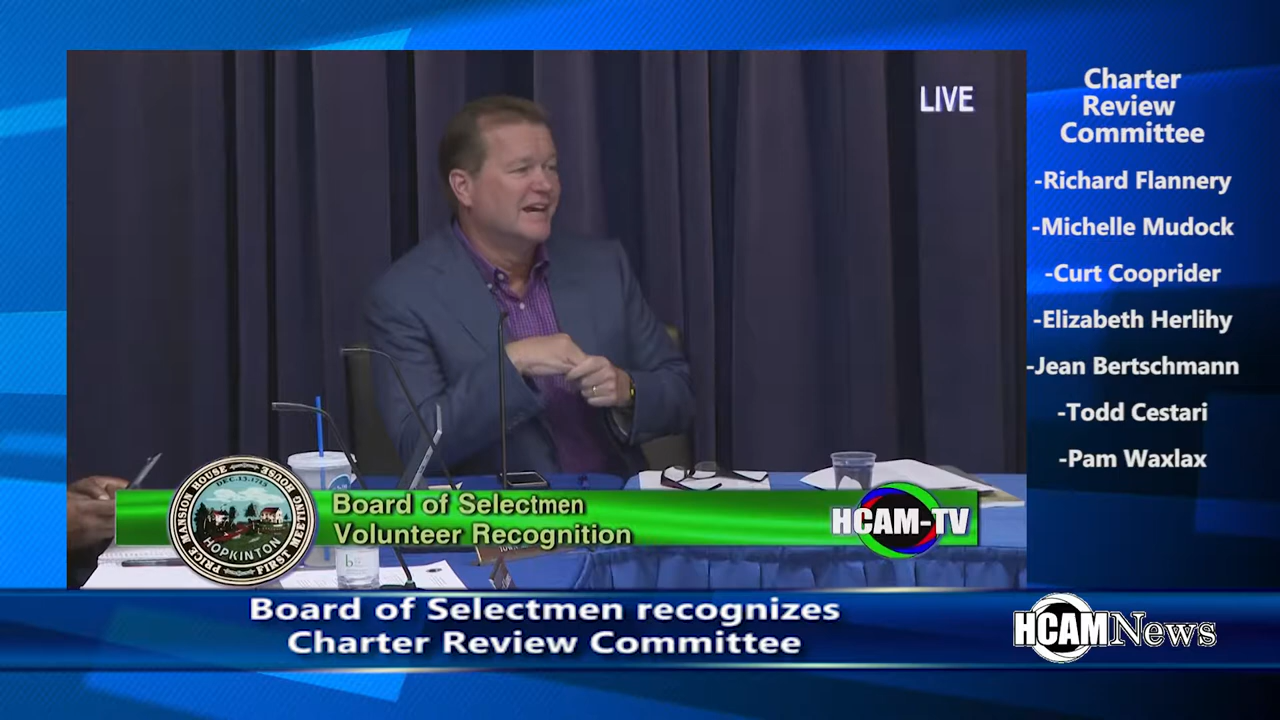 LIVE
Charter
Review
Committee
-Richard Flannery
-Michelle Mudock
-Curt Cooprider
-Elizabeth Herlihy
-Jean Bertschmann
-Todd Cestari
-Pam Waxlax
PRICE MANSION HOUSE
FIRST MEETING HOUSE
DEC.13.1715
HOPKINTON
Board of Selectmen
Volunteer Recognition
HCAM-TV
Board of Selectmen recognizes
Charter Review Committee
HCAMNews